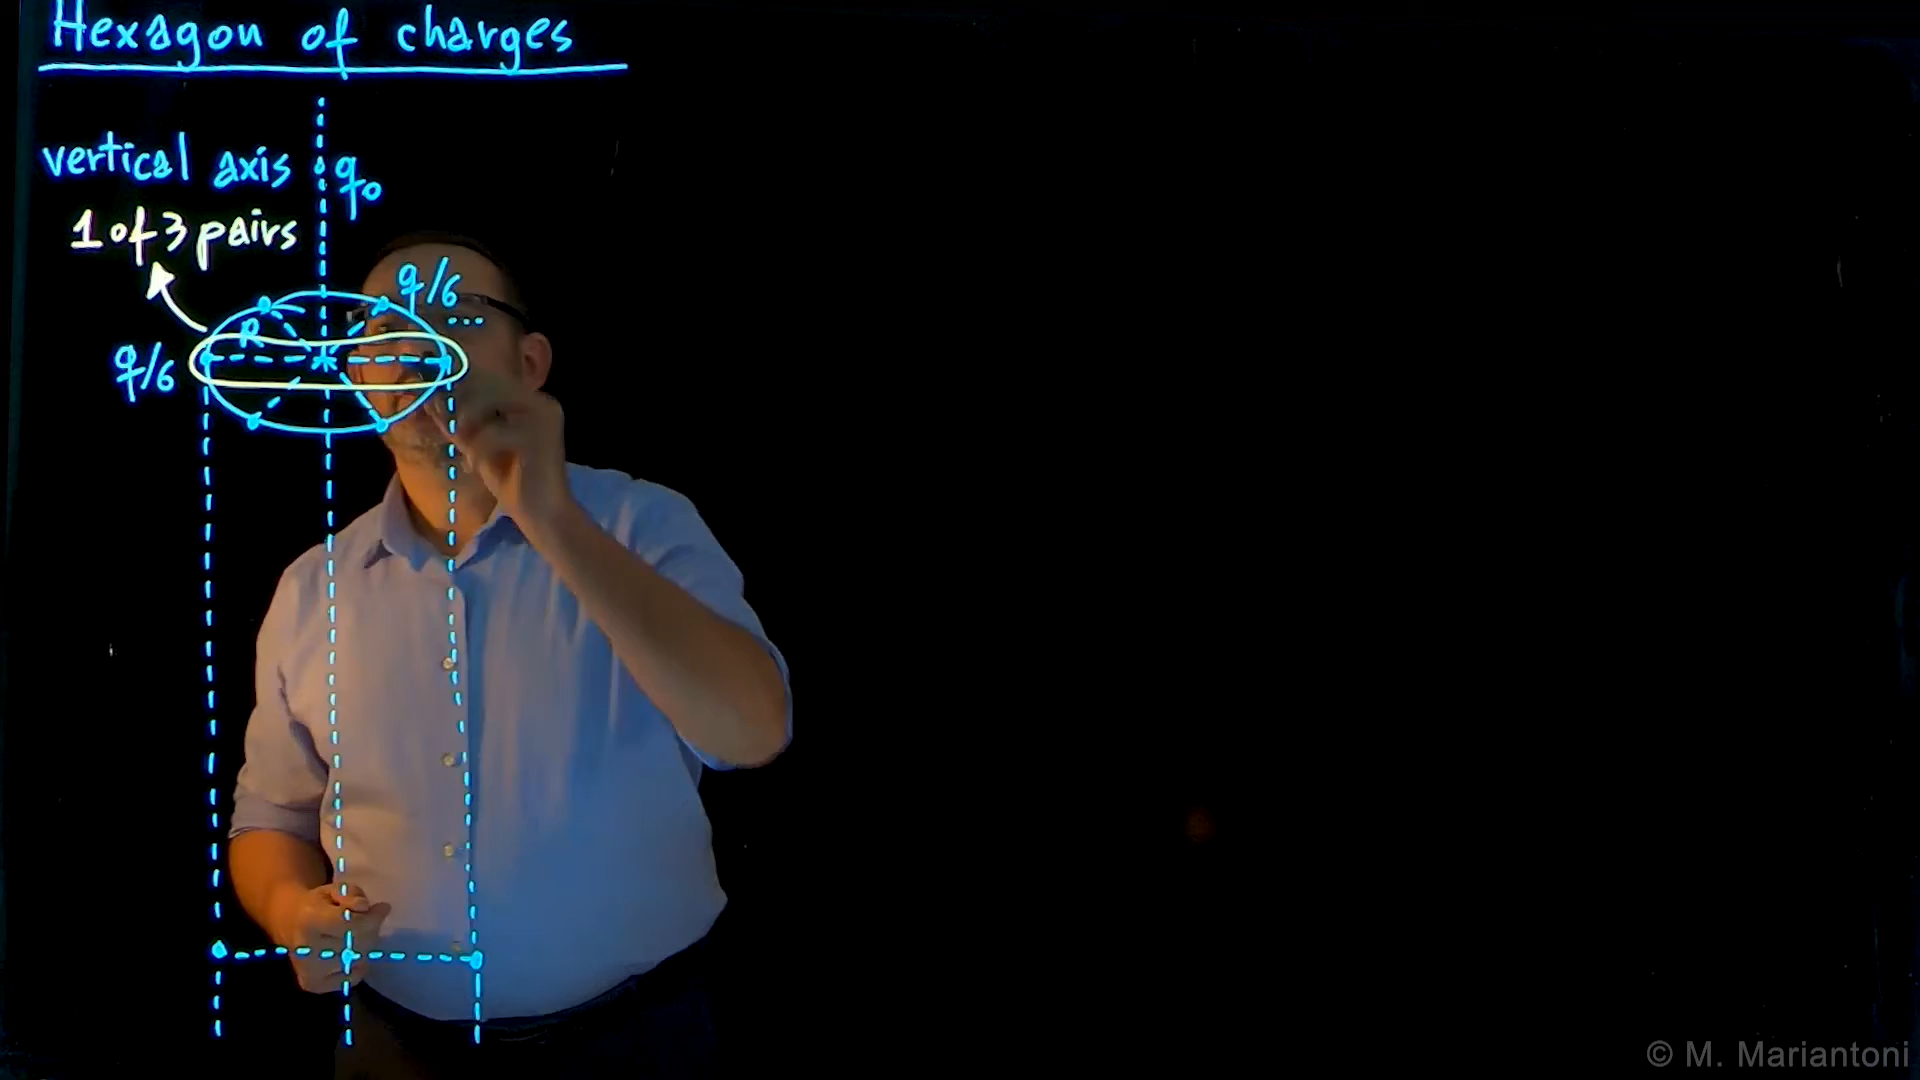 Hexagon of charges
vertical axis q₀
1 of 3 pairs
q/6
...
R
q/6
© M. Mariantoni